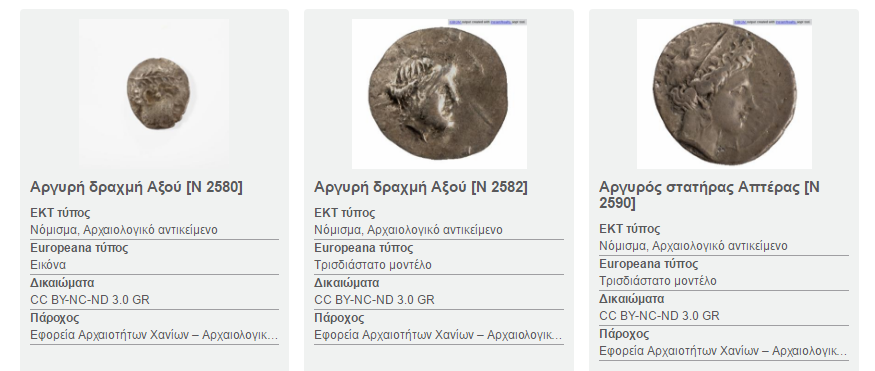 Αργυρή δραχμή Αξού [Ν 2580]
ΕΚΤ τύπος
Νόμισμα, Αρχαιολογικό αντικείμενο
Europeana τύπος
Εικόνα
Δικαιώματα
CC BY-NC-ND 3.0 GR
Πάροχος
Εφορεία Αρχαιοτήτων Χανίων – Αρχαιολογικ…
Αργυρή δραχμή Αξού [Ν 2582]
ΕΚΤ τύπος
Νόμισμα, Αρχαιολογικό αντικείμενο
Europeana τύπος
Τρισδιάστατο μοντέλο
Δικαιώματα
CC BY-NC-ND 3.0 GR
Πάροχος
Εφορεία Αρχαιοτήτων Χανίων – Αρχαιολογικ…
Αργυρός στατήρας Απτέρας [Ν
2590]
ΕΚΤ τύπος
Νόμισμα, Αρχαιολογικό αντικείμενο
Europeana τύπος
Τρισδιάστατο μοντέλο
Δικαιώματα
CC BY-NC-ND 3.0 GR
Πάροχος
Εφορεία Αρχαιοτήτων Χανίων – Αρχαιολογικ…